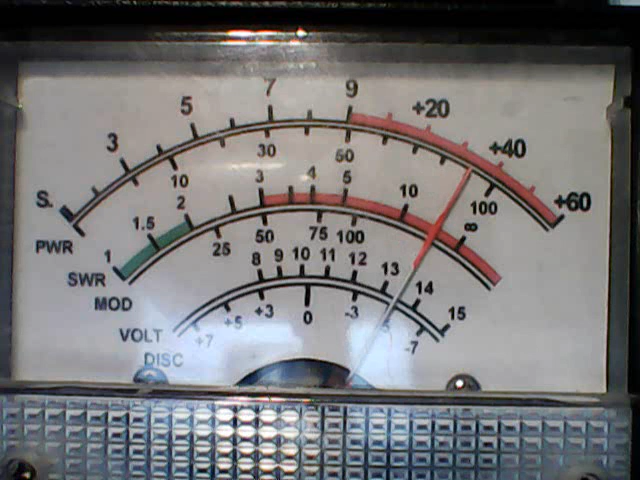 S. 3 5 7 9 +20 +40 +60
PWR 10 30 50 100
SWR 1 1.5 2 3 4 5 10 ∞
MOD 25 50 75 100
VOLT 8 9 10 11 12 13 14 15
DISC +7 +5 +3 0 -3 5 -7